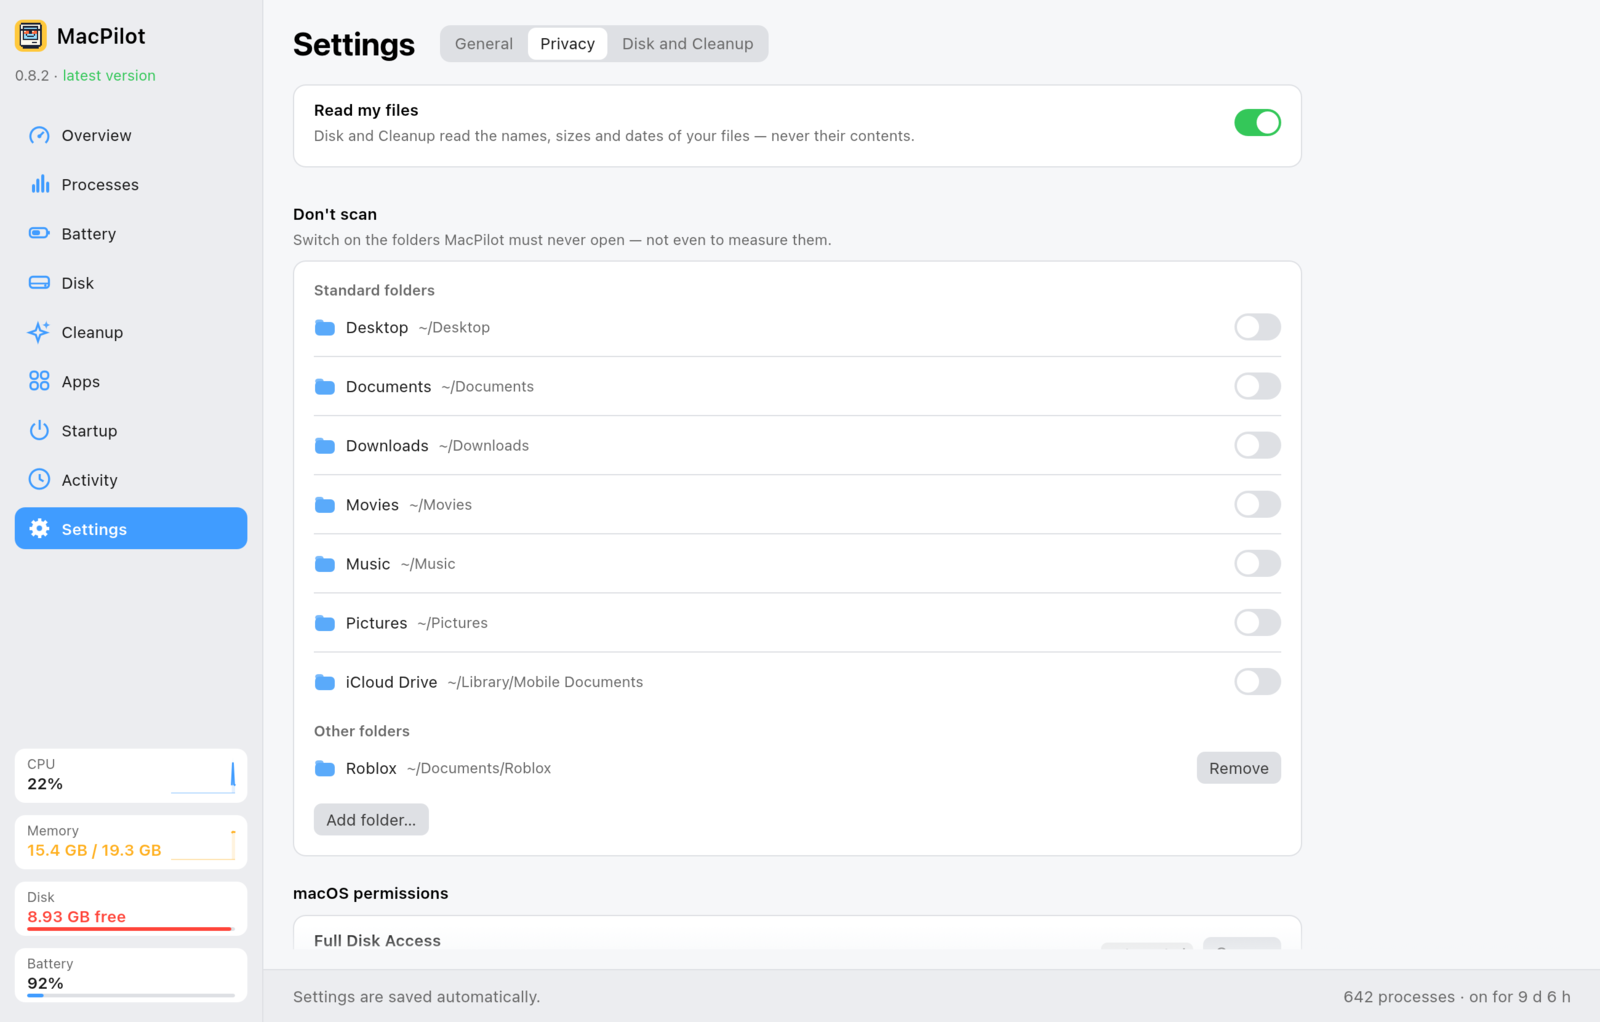 MacPilot
0.8.2 · latest version
Overview
Processes
Battery
Disk
Cleanup
Apps
Startup
Activity
Settings
CPU
22%
Memory
15.4 GB / 19.3 GB
Disk
8.93 GB free
Battery
92%
Settings
General Privacy Disk and Cleanup
Read my files
Disk and Cleanup read the names, sizes and dates of your files — never their contents.
Don't scan
Switch on the folders MacPilot must never open — not even to measure them.
Standard folders
Desktop ~/Desktop
Documents ~/Documents
Downloads ~/Downloads
Movies ~/Movies
Music ~/Music
Pictures ~/Pictures
iCloud Drive ~/Library/Mobile Documents
Other folders
Roblox ~/Documents/Roblox Remove
Add folder...
macOS permissions
Full Disk Access
Settings are saved automatically.
642 processes · on for 9 d 6 h